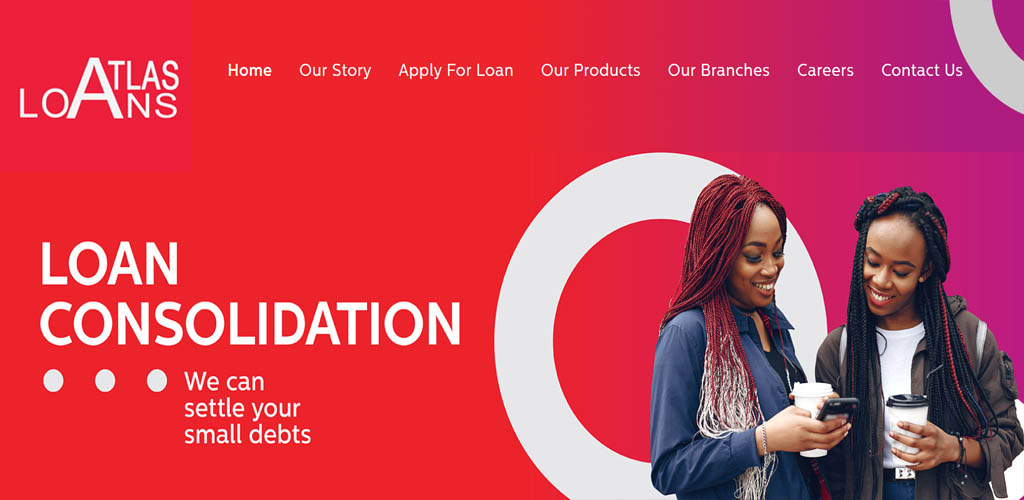 ATLAS
LOANS
Home Our Story Apply For Loan Our Products Our Branches Careers Contact Us
LOAN
CONSOLIDATION
We can
settle your
small debts